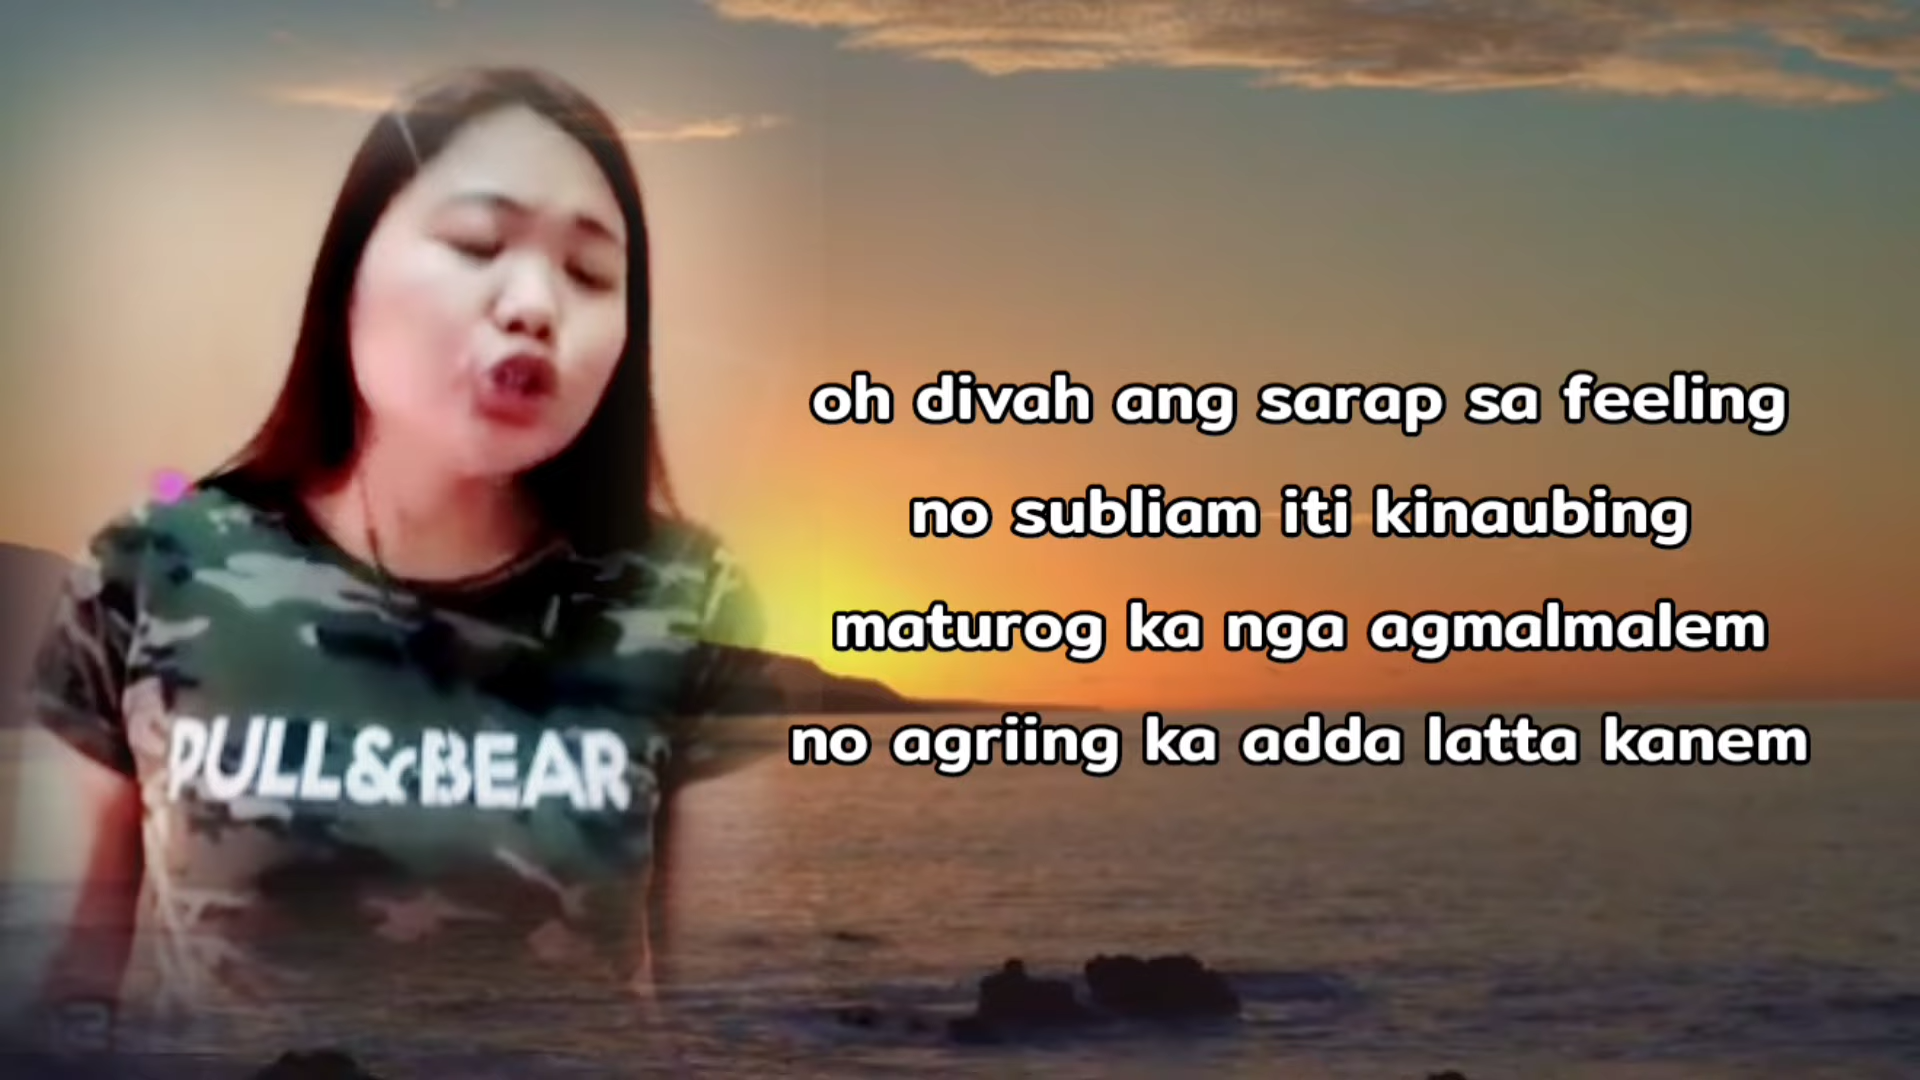 oh divah ang sarap sa feeling
no subliam iti kinaubing
maturog ka nga agmalmalem
no agriing ka adda latta kanem
PULL&BEAR